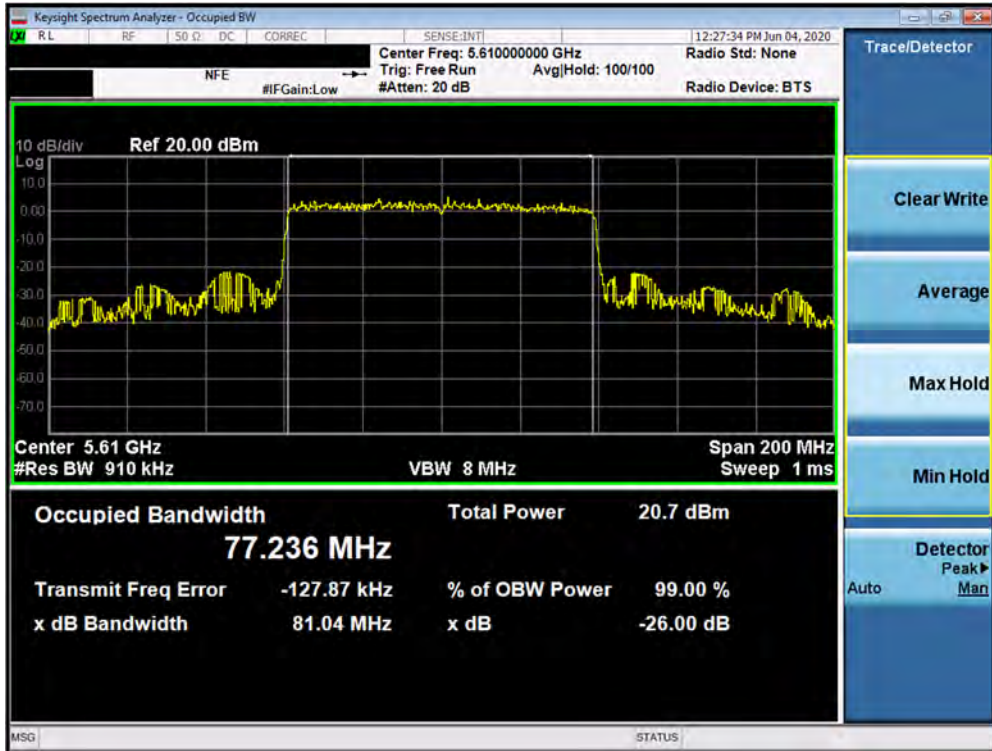 Keysight Spectrum Analyzer - Occupied BW
LXI RL RF 50 Ω DC CORREC SENSE:INT 12:27:34 PM Jun 04, 2020
Center Freq: 5.610000000 GHz Radio Std: None
NFE Trig: Free Run Avg|Hold: 100/100
#IFGain:Low #Atten: 20 dB Radio Device: BTS
Trace/Detector
10 dB/div Ref 20.00 dBm
Log
10.0
0.00
-10.0
-20.0
-30.0
-40.0
-50.0
-60.0
-70.0
Center 5.61 GHz Span 200 MHz
#Res BW 910 kHz VBW 8 MHz Sweep 1 ms
Occupied Bandwidth Total Power 20.7 dBm
77.236 MHz
Transmit Freq Error -127.87 kHz % of OBW Power 99.00 %
x dB Bandwidth 81.04 MHz x dB -26.00 dB
Clear Write
Average
Max Hold
Min Hold
Detector
Peak▶
Auto Man
MSG STATUS